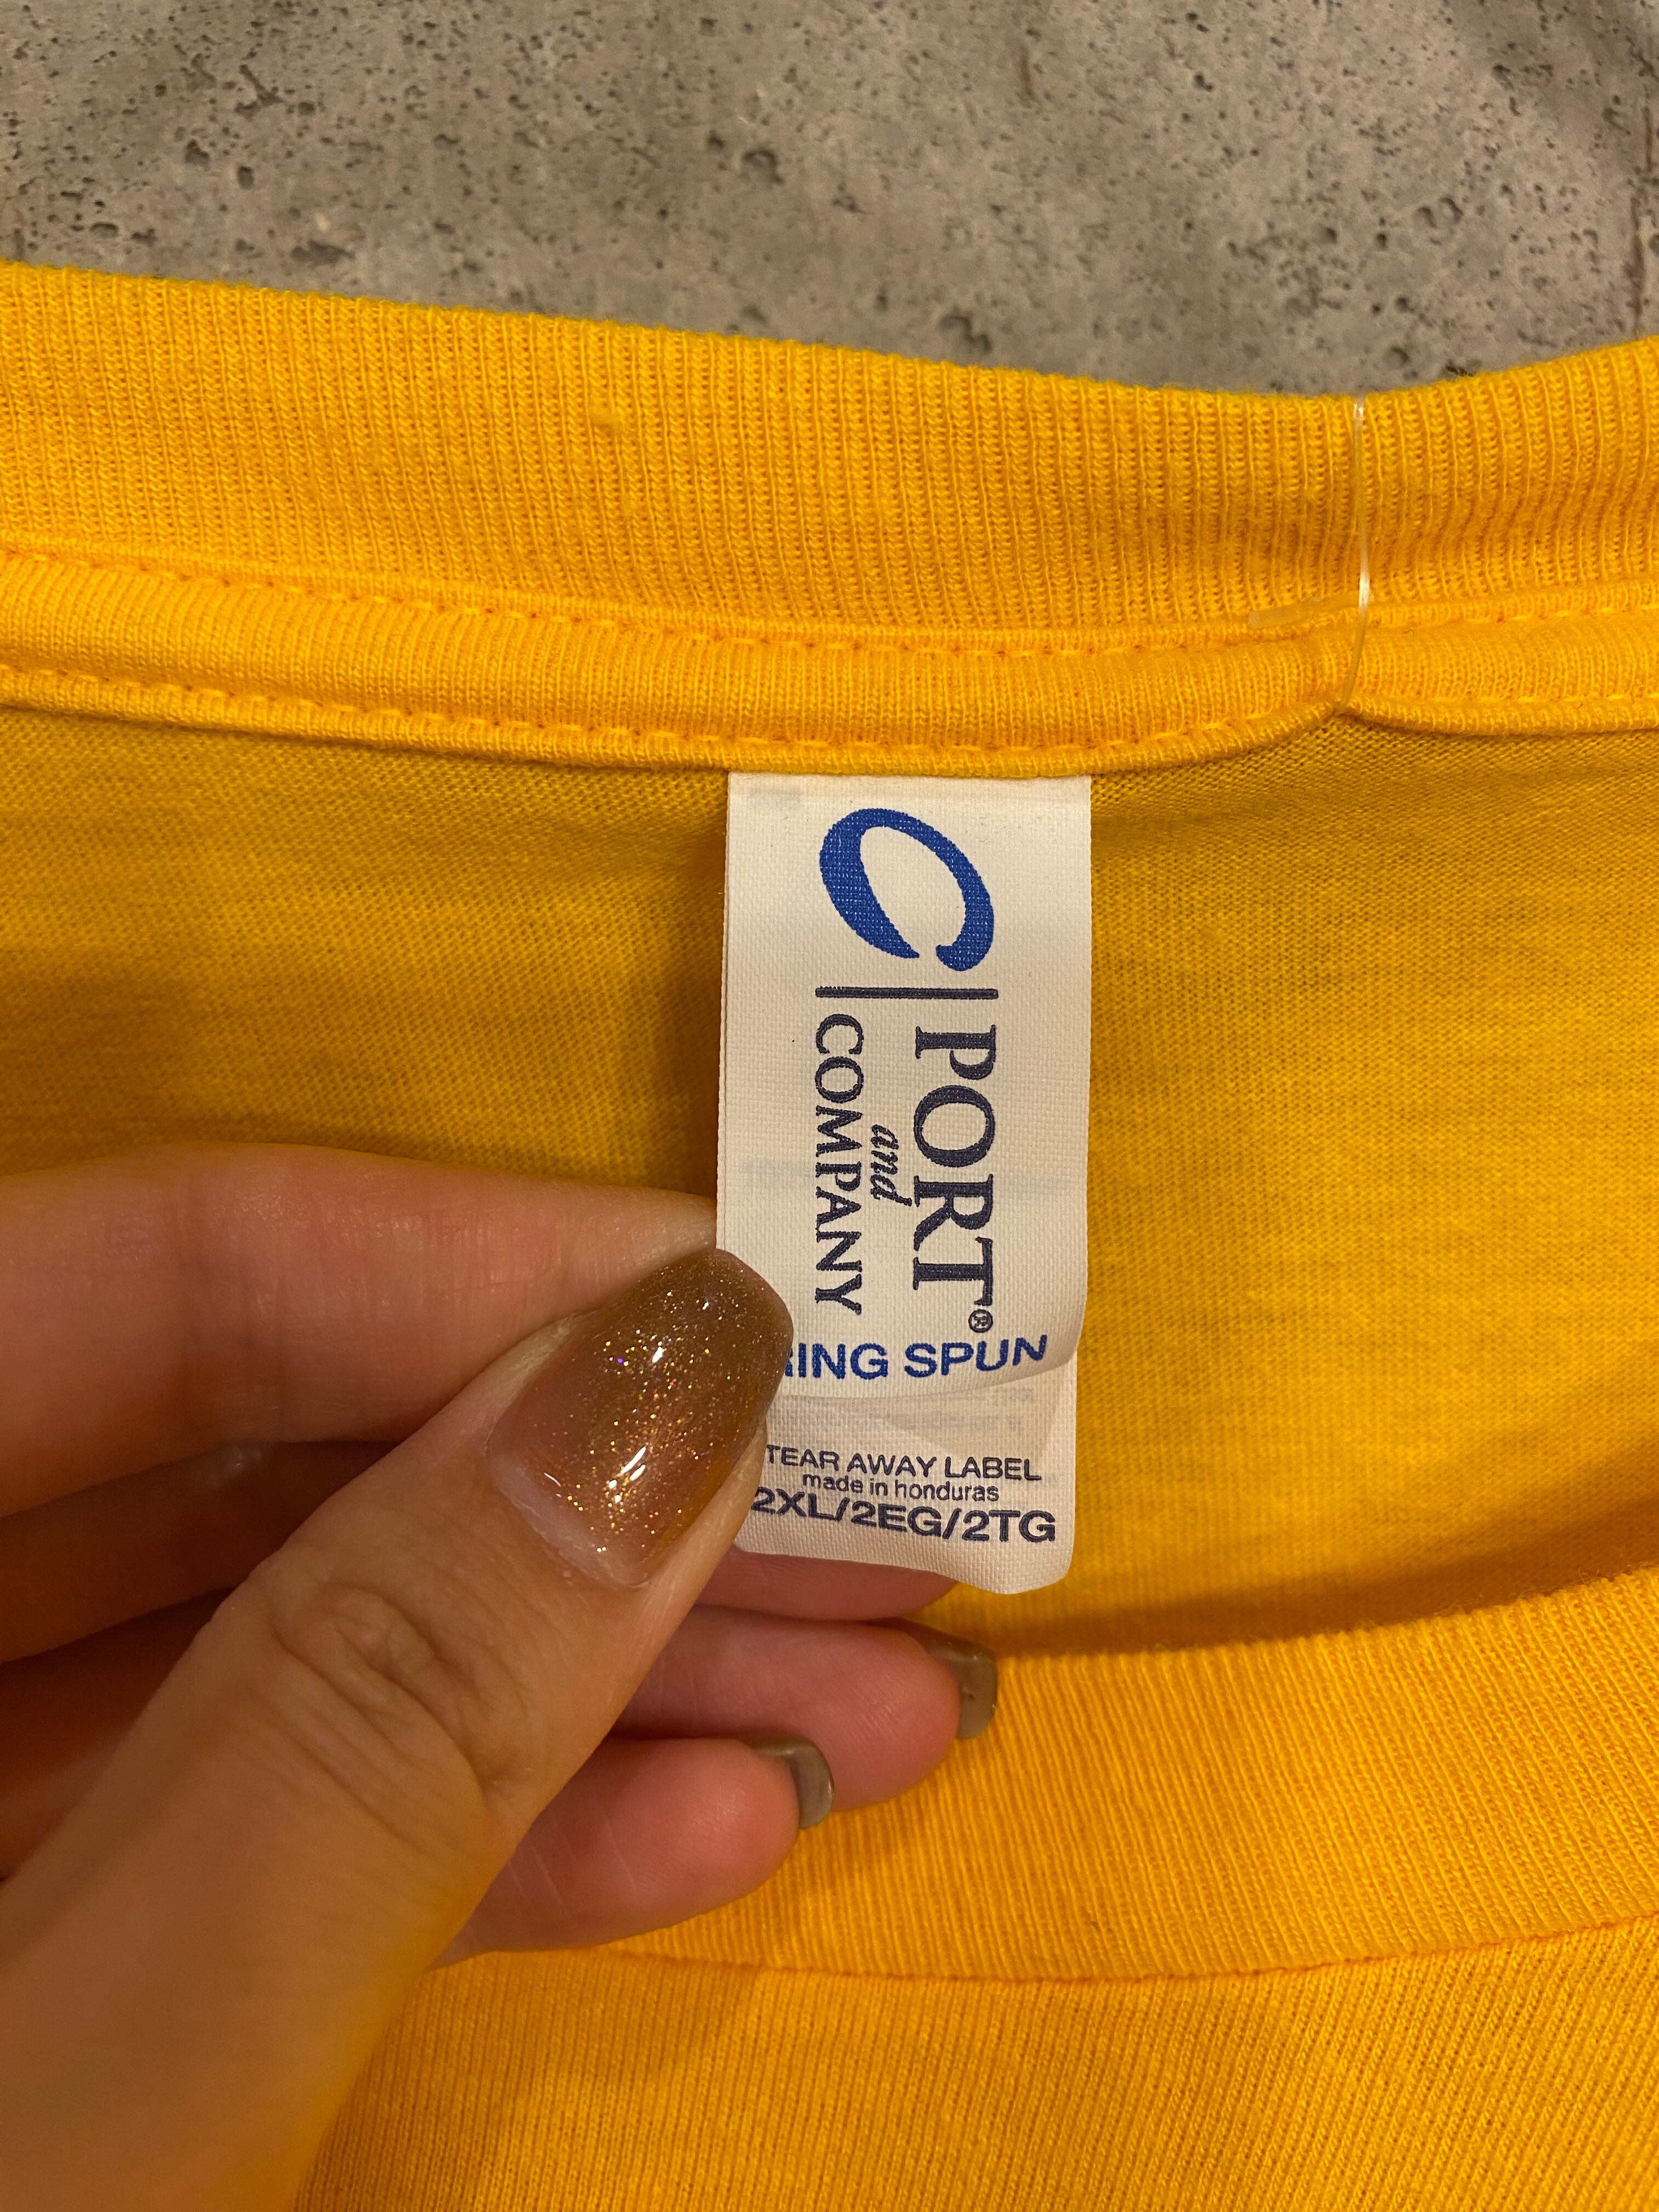 C
PORT®
and
COMPANY
RING SPUN
TEAR AWAY LABEL
made in honduras
2XL/2EG/2TG